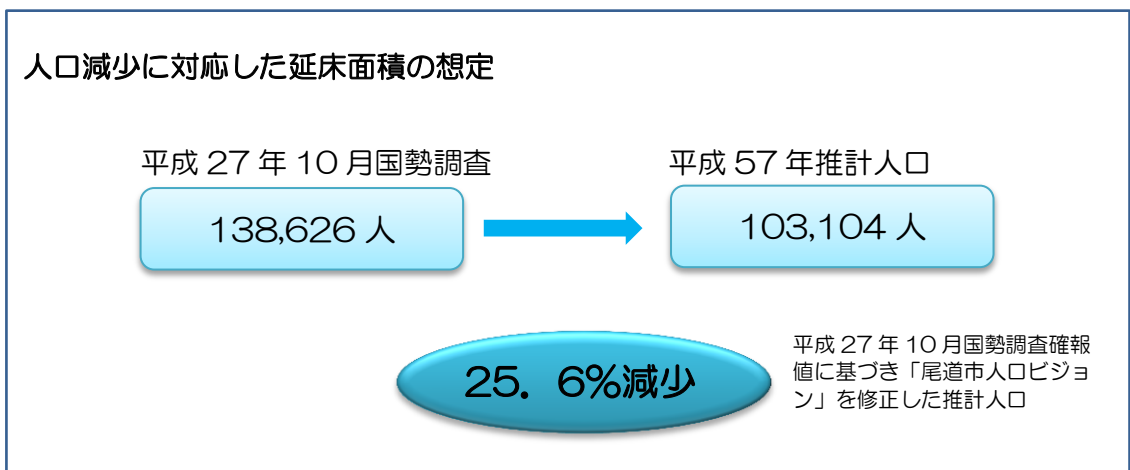 人口減少に対応した延床面積の想定
平成 27 年 10 月国勢調査
平成 57 年推計人口
138,626 人
103,104 人
25．6%減少
平成 27 年 10 月国勢調査確報
値に基づき「尾道市人口ビジョ
ン」を修正した推計人口